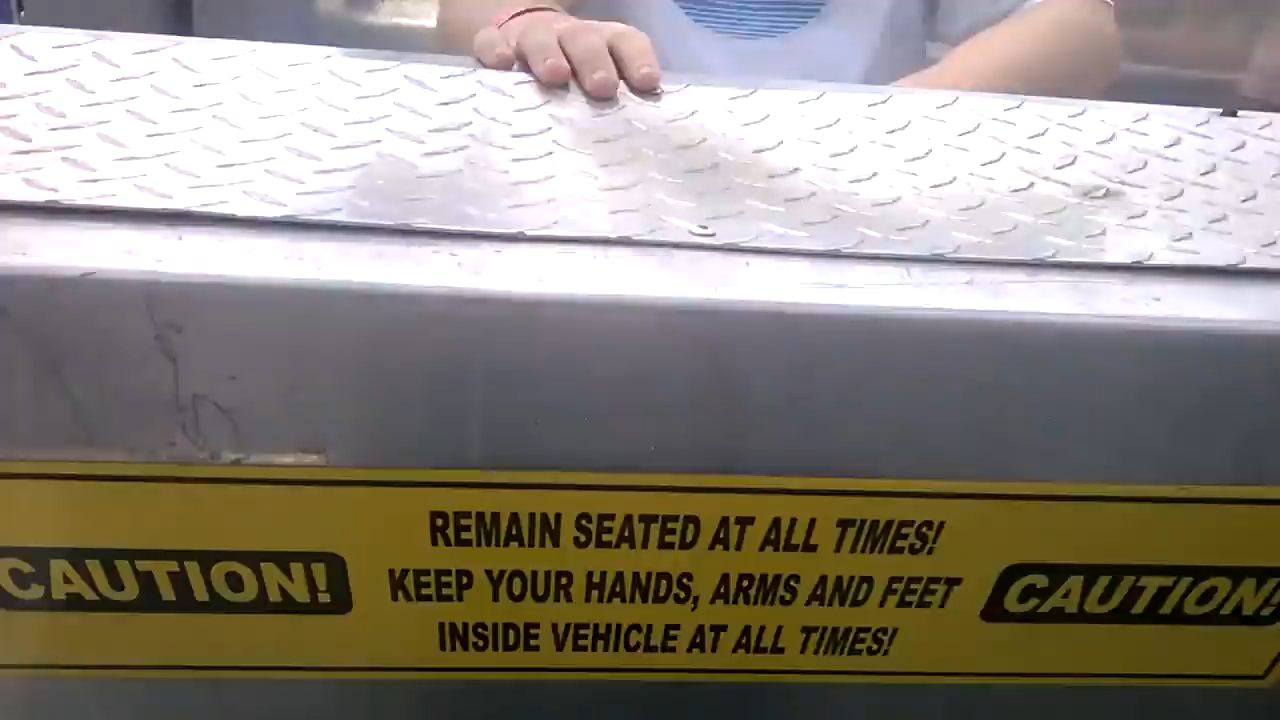 REMAIN SEATED AT ALL TIMES!
CAUTION!
KEEP YOUR HANDS, ARMS AND FEET
CAUTION!
INSIDE VEHICLE AT ALL TIMES!